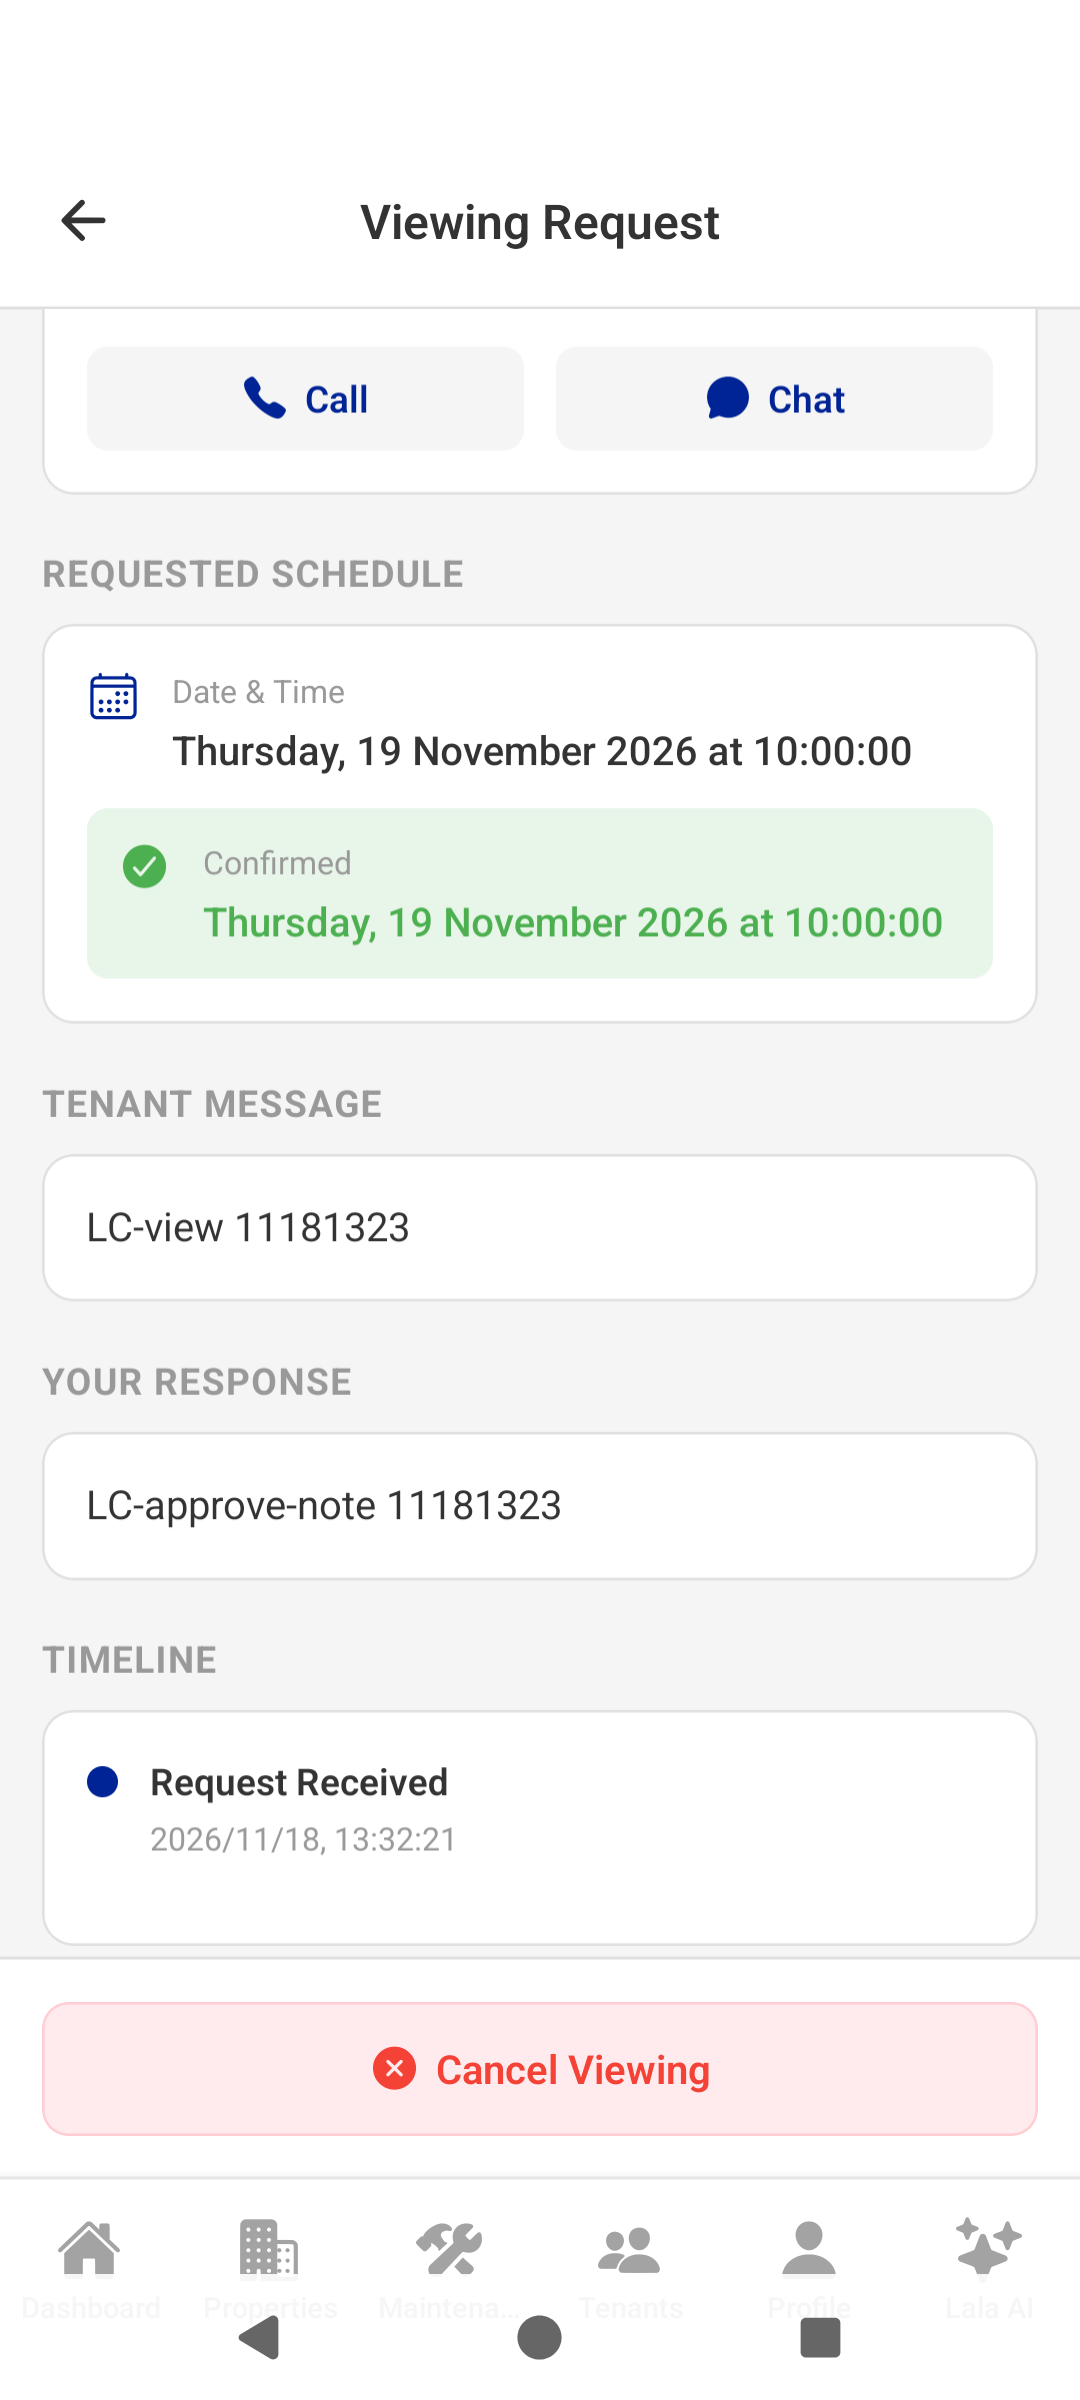 Viewing Request
Call
Chat
REQUESTED SCHEDULE
Date & Time
Thursday, 19 November 2026 at 10:00:00
Confirmed
Thursday, 19 November 2026 at 10:00:00
TENANT MESSAGE
LC-view 11181323
YOUR RESPONSE
LC-approve-note 11181323
TIMELINE
Request Received
2026/11/18, 13:32:21
Cancel Viewing
Dashboard
Properties
Maintena...
Tenants
Profile
Lala AI